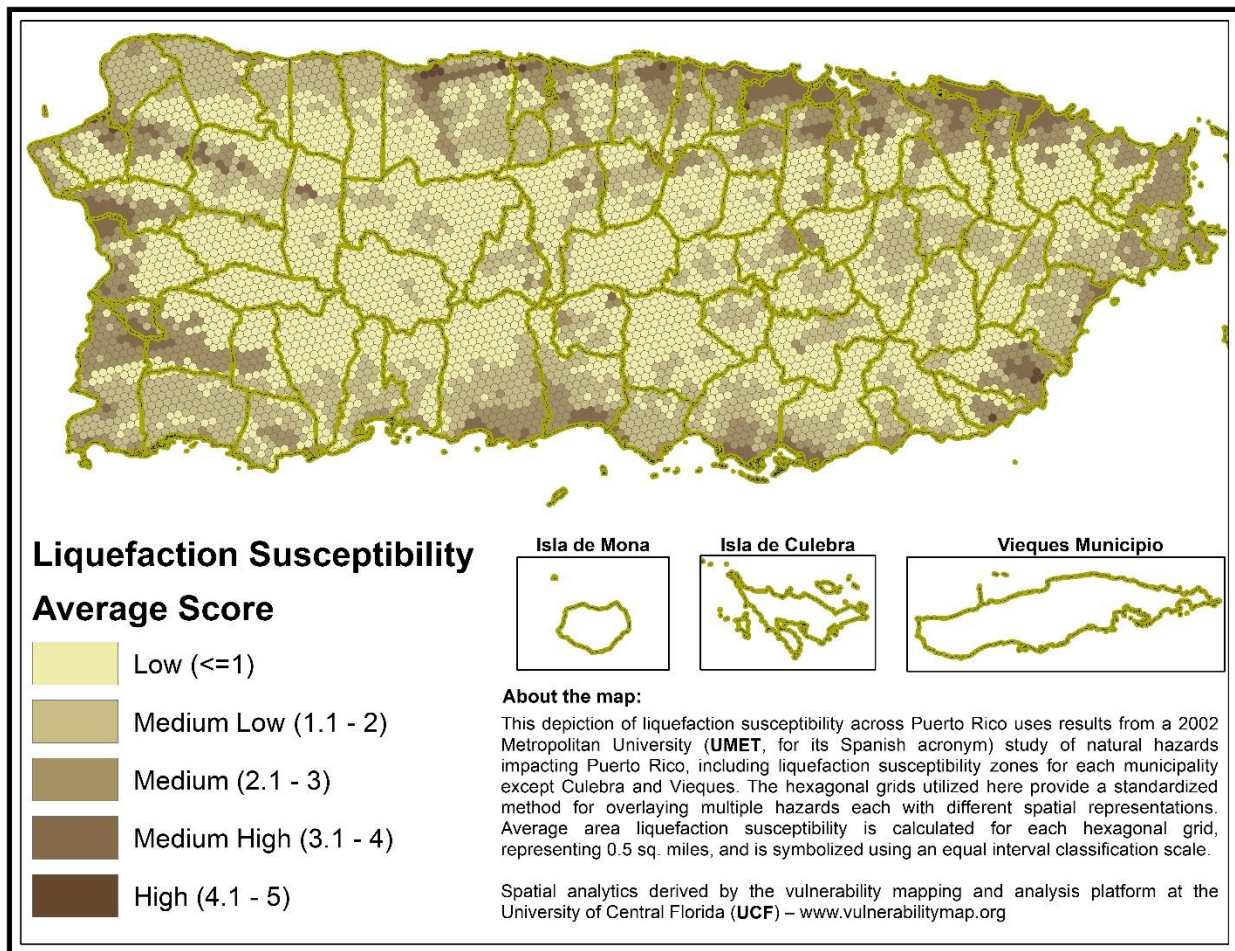 Liquefaction Susceptibility
Average Score
Low (<=1)
Medium Low (1.1 - 2)
Medium (2.1 - 3)
Medium High (3.1 - 4)
High (4.1 - 5)
Isla de Mona
Isla de Culebra
Vieques Municipio
About the map:
This depiction of liquefaction susceptibility across Puerto Rico uses results from a 2002
Metropolitan University (UMET, for its Spanish acronym) study of natural hazards
impacting Puerto Rico, including liquefaction susceptibility zones for each municipality
except Culebra and Vieques. The hexagonal grids utilized here provide a standardized
method for overlaying multiple hazards each with different spatial representations.
Average area liquefaction susceptibility is calculated for each hexagonal grid,
representing 0.5 sq. miles, and is symbolized using an equal interval classification scale.
Spatial analytics derived by the vulnerability mapping and analysis platform at the
University of Central Florida (UCF) – www.vulnerabilitymap.org